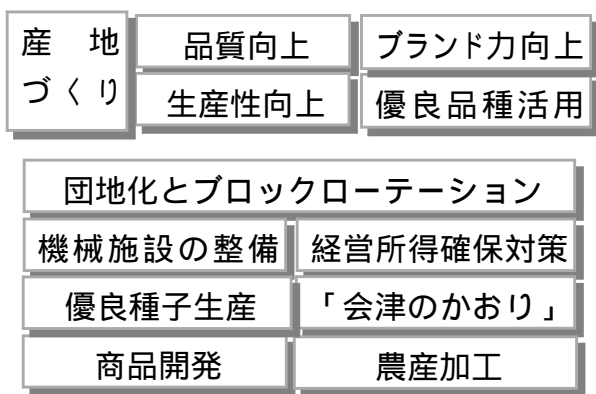 産地
づくり
品質向上
ブランド力向上
生産性向上
優良品種活用
団地化とブロックローテーション
機械施設の整備
経営所得確保対策
優良種子生産
「会津のかおり」
商品開発
農産加工